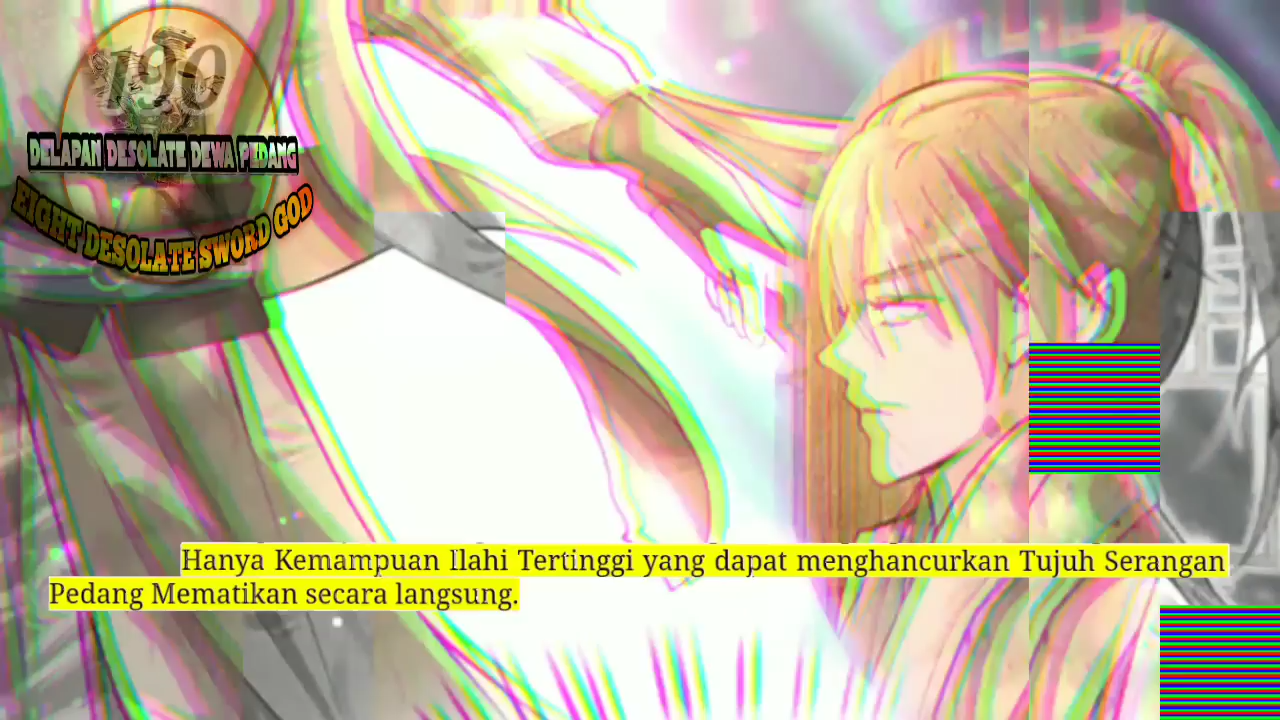 190
DELAPAN DESOLATE DEWA PEDANG
EIGHT DESOLATE SWORD GOD
Hanya Kemampuan Ilahi Tertinggi yang dapat menghancurkan Tujuh Serangan
Pedang Mematikan secara langsung.